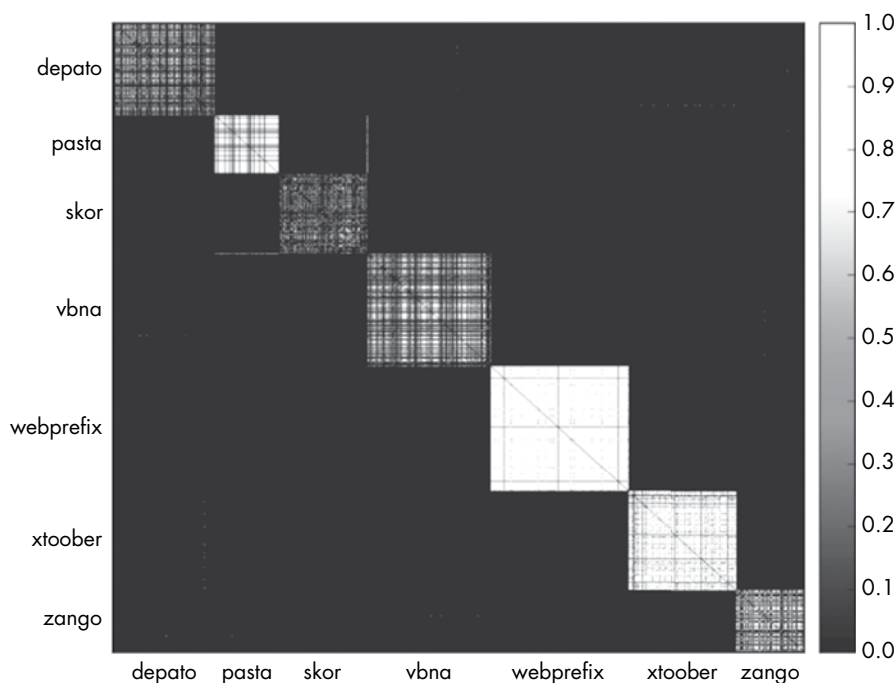 depato
pasta
skor
vbna
webprefix
xtoober
zango
depato pasta skor vbna webprefix xtoober zango
1.0
0.9
0.8
0.7
0.6
0.5
0.4
0.3
0.2
0.1
0.0